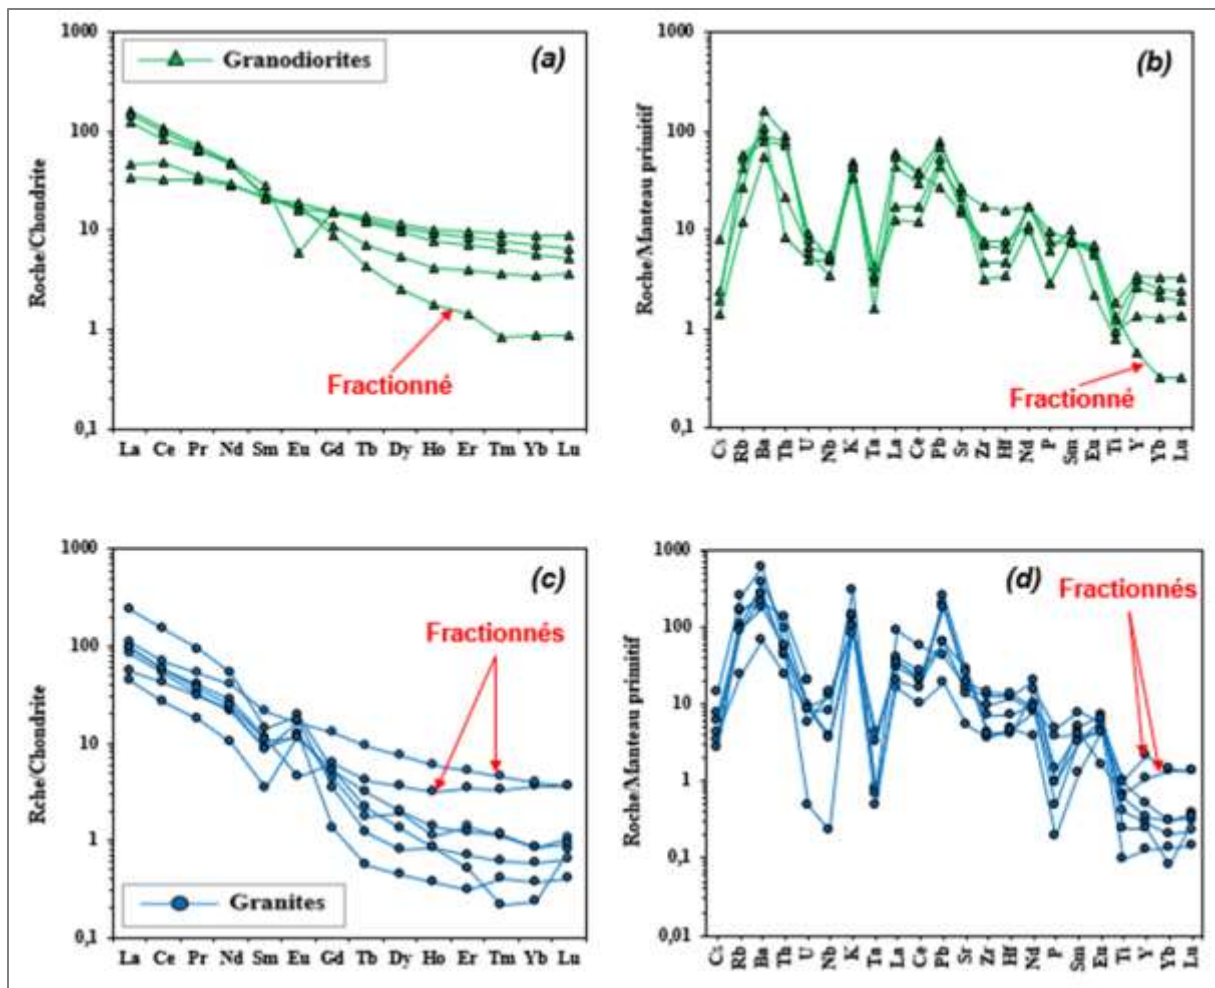 1000
100
10
1
0,1
Roche/Chondrite
Granodiorites
(a)
Fractionné
La Ce Pr Nd Sm Eu Gd Tb Dy Ho Er Tm Yb Lu
1000
100
10
1
0,1
Roche/Manteau primitif
(b)
Fractionné
Cs Rb Ba Th U Nb K Ta La Ce Pb Sr Zr Hf Nd P Sm Eu Ti Y Yb Lu
1000
100
10
1
0,1
Rche/Chondrite
(c)
Fractionnés
Granites
La Ce Pr Nd Sm Eu Gd Tb Dy Ho Er Tm Yb Lu
1000
100
10
1
0,1
0,01
Roche/Manteau primitif
(d)
Fractionnés
Cs Rb Ba Th U Nb K Ta La Ce Pb Sr Zr Hf Nd P Sm Eu Ti Y Yb Lu